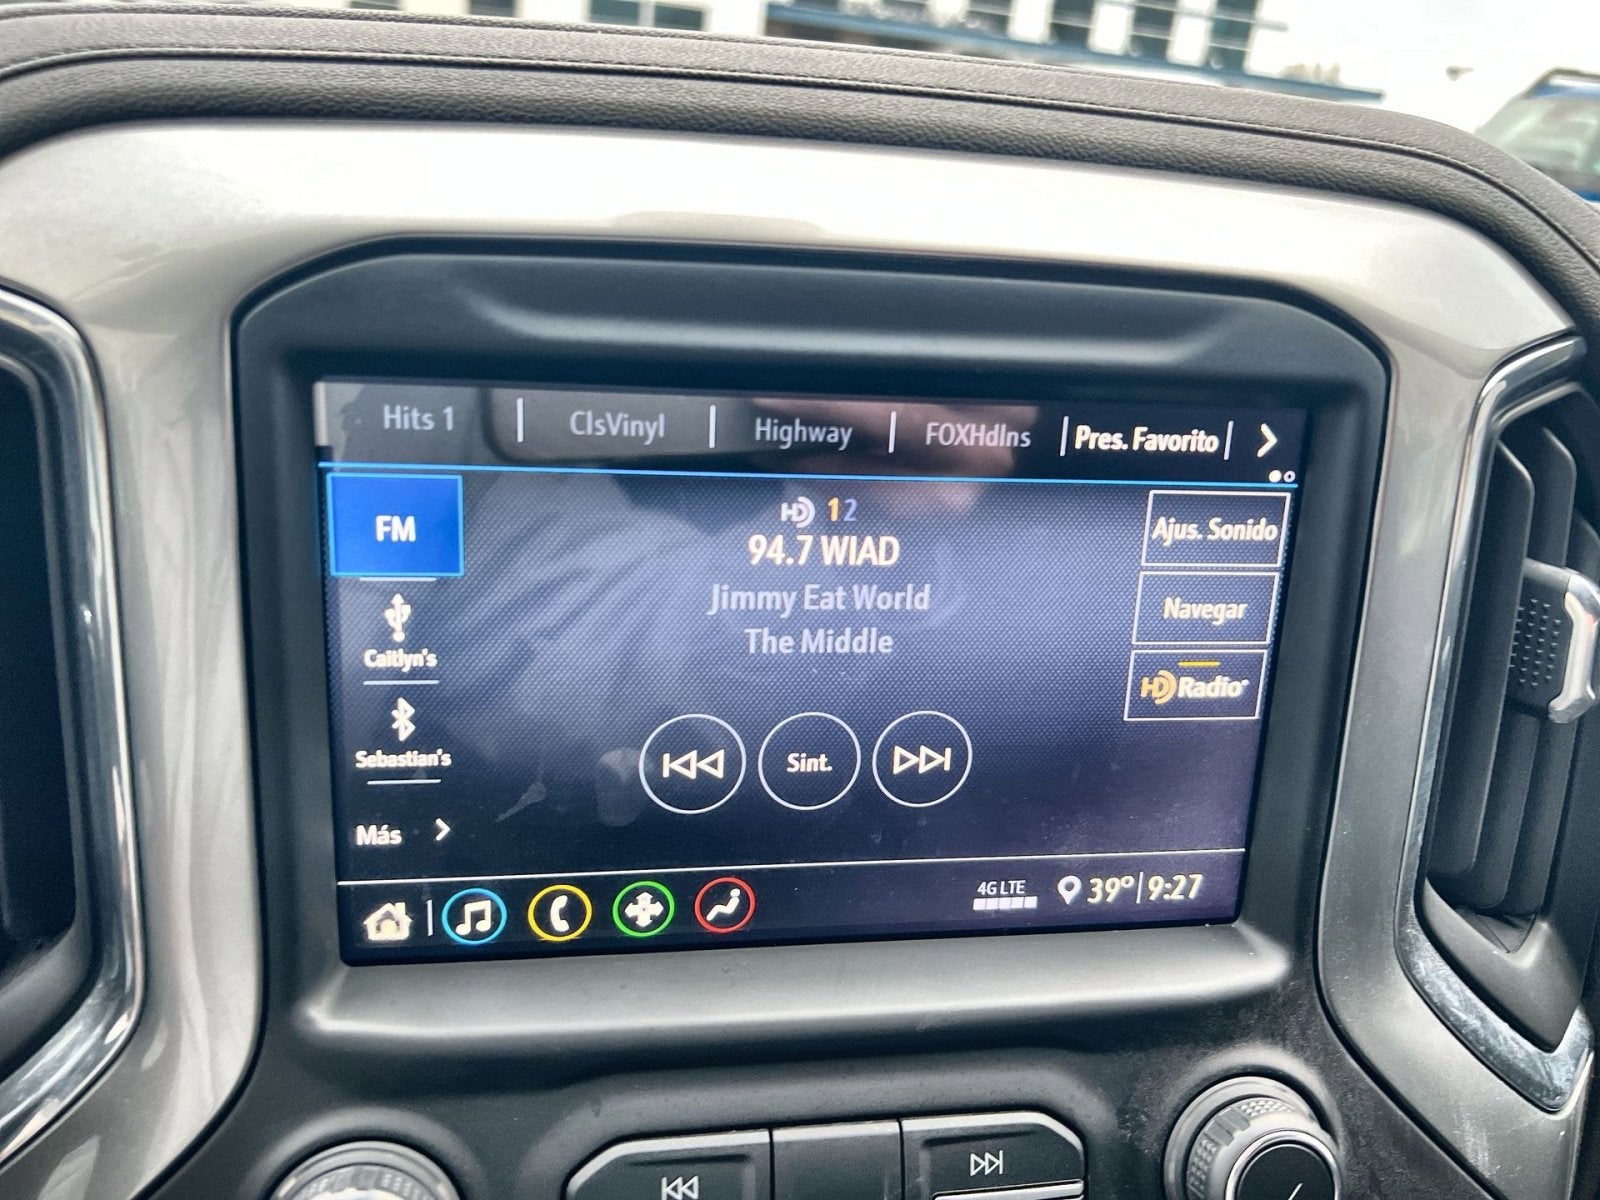 Hits 1
ClsVinyl
Highway
FOXHdlns
Pres. Favorito
FM
HD 1 2
94.7 WIAD
Jimmy Eat World
The Middle
Ajus. Sonido
Navegar
HD Radio
Caitlyn's
Sebastian's
Sint.
Más
4G LTE
39° 9:27